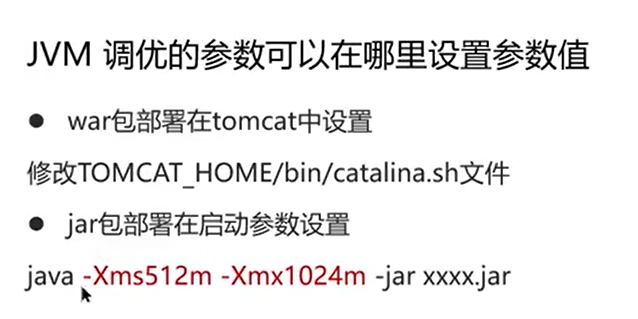 JVM 调优的参数可以在哪里设置参数值
● war包部署在tomcat中设置
修改TOMCAT_HOME/bin/catalina.sh文件
● jar包部署在启动参数设置
java -Xms512m -Xmx1024m -jar xxxx.jar